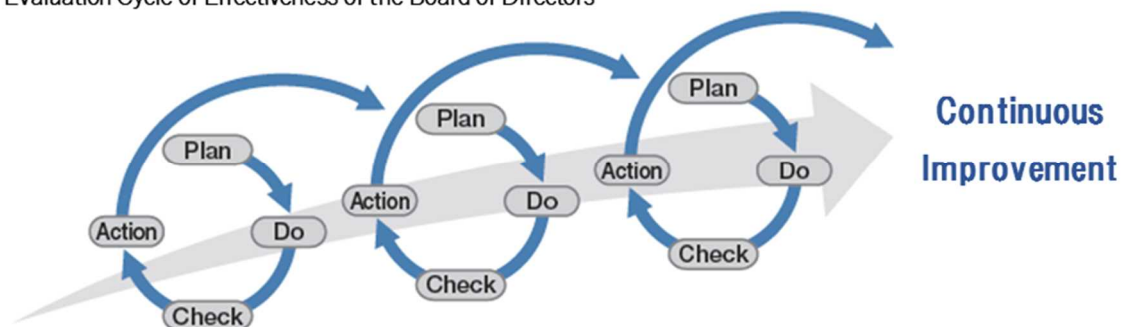 Evaluation Cycle of Effectiveness of the Board of Directors
Plan
Do
Check
Action
Plan
Do
Check
Action
Plan
Do
Check
Action
Continuous
Improvement